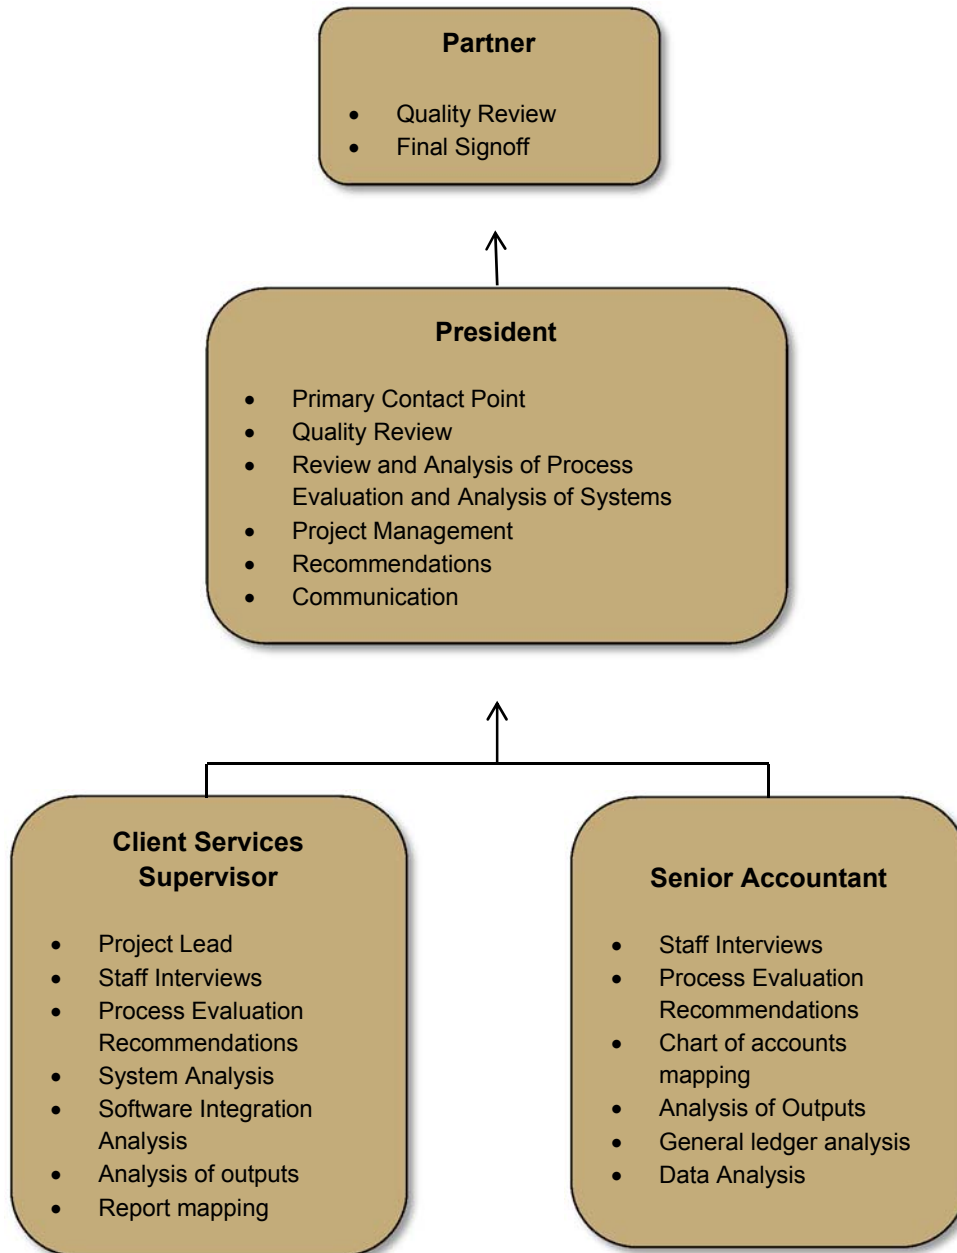 Partner
• Quality Review
• Final Signoff
President
• Primary Contact Point
• Quality Review
• Review and Analysis of Process
Evaluation and Analysis of Systems
• Project Management
• Recommendations
• Communication
Client Services
Supervisor
• Project Lead
• Staff Interviews
• Process Evaluation
Recommendations
• System Analysis
• Software Integration
Analysis
• Analysis of outputs
• Report mapping
Senior Accountant
• Staff Interviews
• Process Evaluation
Recommendations
• Chart of accounts
mapping
• Analysis of Outputs
• General ledger analysis
• Data Analysis